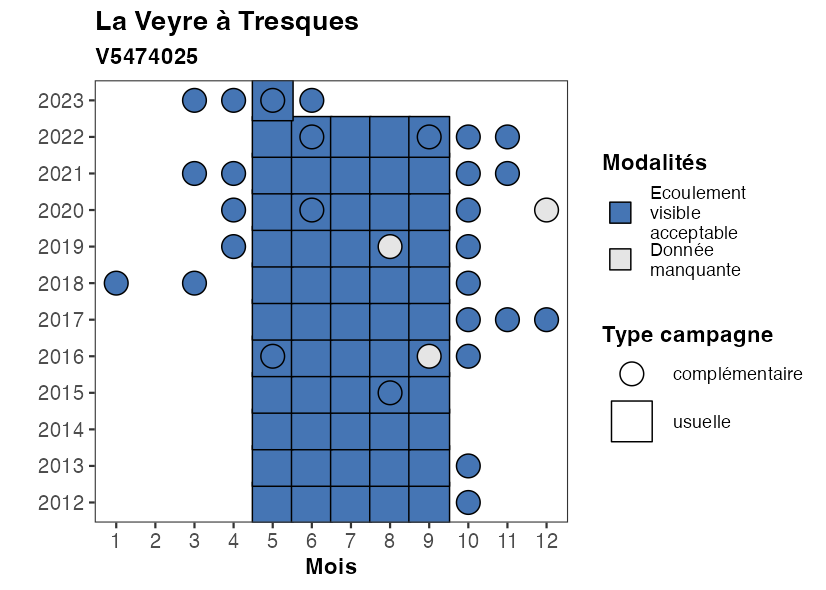 La Veyre à Tresques
V5474025
2023
2022
2021
2020
2019
2018
2017
2016
2015
2014
2013
2012
1 2 3 4 5 6 7 8 9 10 11 12
Mois
Modalités
Ecoulement
visible
acceptable
Donnée
manquante
Type campagne
complémentaire
usuelle